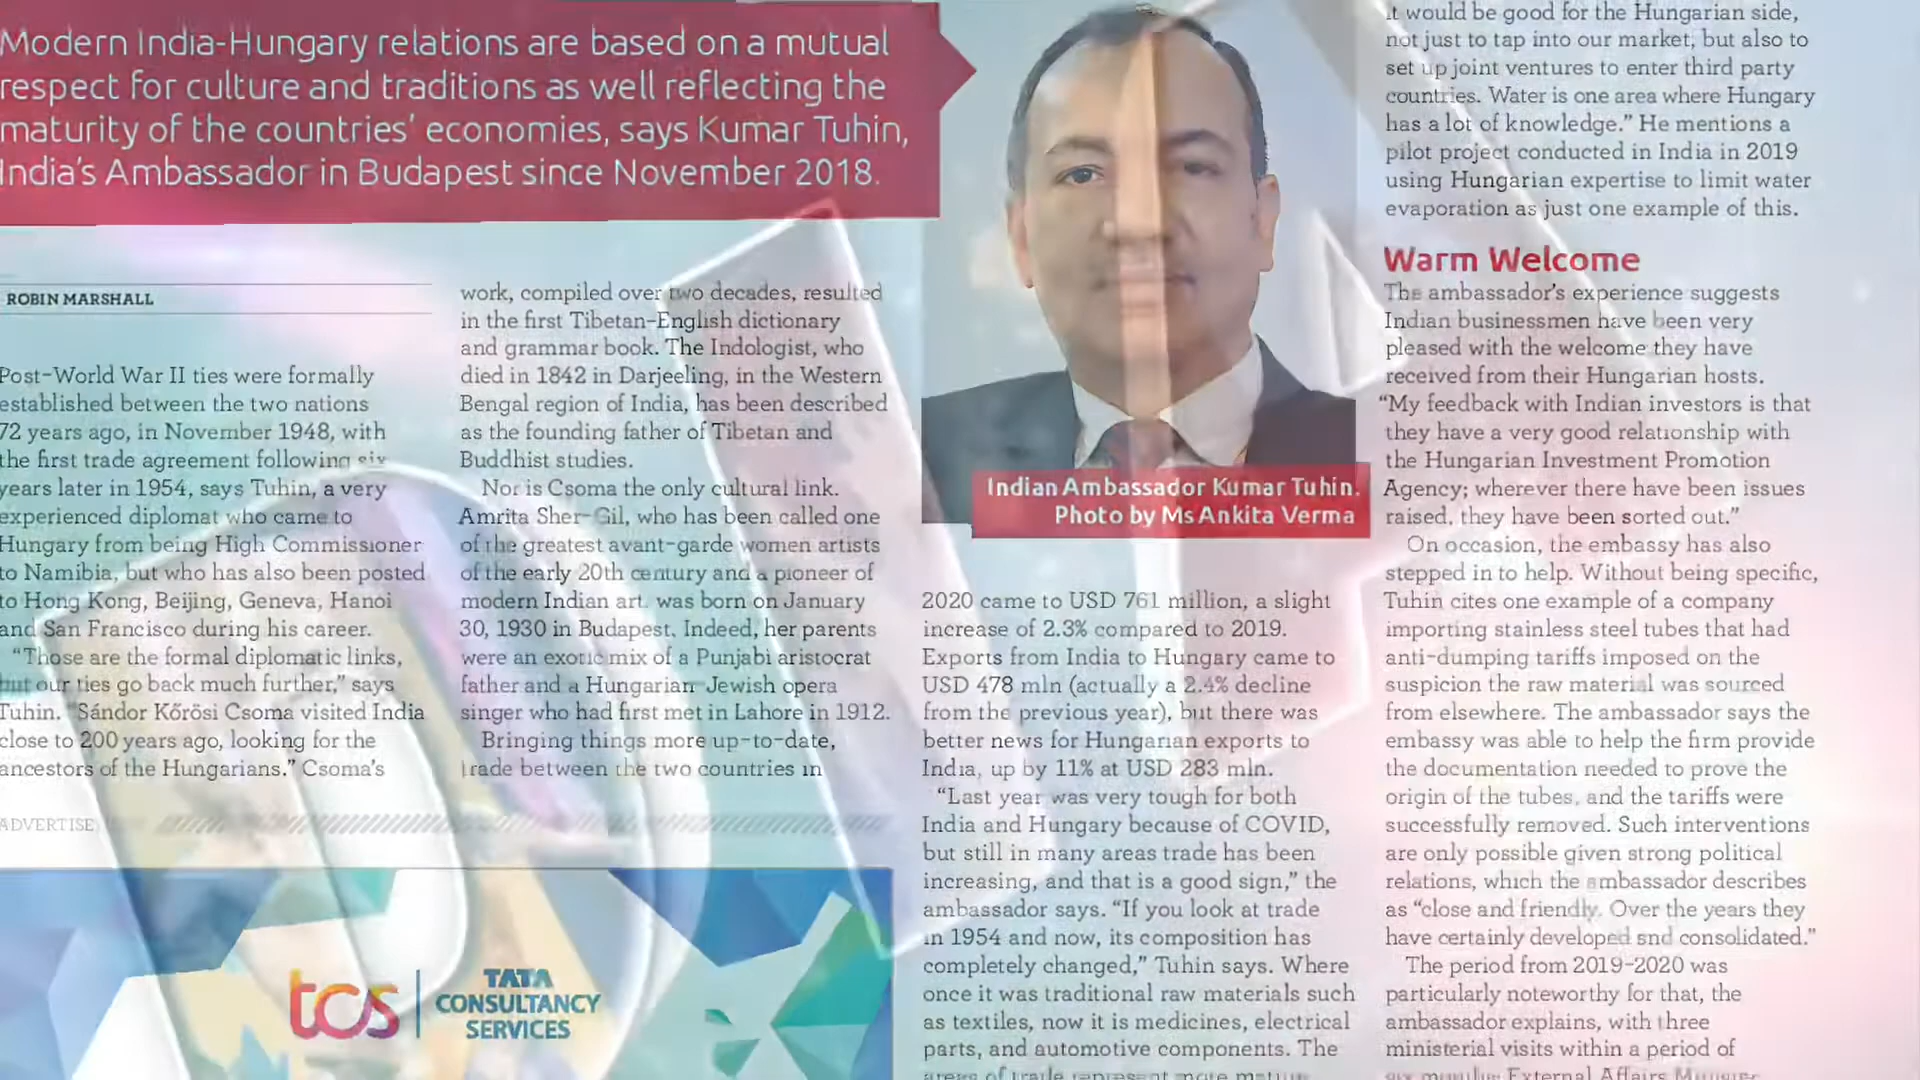 Modern India-Hungary relations are based on a mutual
respect for culture and traditions as well reflecting the
maturity of the countries' economies, says Kumar Tuhin,
India's Ambassador in Budapest since November 2018.
ROBIN MARSHALL
Post-World War II ties were formally
established between the two nations
72 years ago, in November 1948, with
the first trade agreement following six
years later in 1954, says Tuhin, a very
experienced diplomat who came to
Hungary from being High Commissioner
to Namibia, but who has also been posted
to Hong Kong, Beijing, Geneva, Hanoi
and San Francisco during his career.
“Those are the formal diplomatic links,
but our ties go back much further,” says
Tuhin. “Sándor Kőrösi Csoma visited India
close to 200 years ago, looking for the
ancestors of the Hungarians.” Csoma's
work, compiled over two decades, resulted
in the first Tibetan-English dictionary
and grammar book. The Indologist, who
died in 1842 in Darjeeling, in the Western
Bengal region of India, has been described
as the founding father of Tibetan and
Buddhist studies.
Nor is Csoma the only cultural link.
Amrita Sher-Gil, who has been called one
of the greatest avant-garde women artists
of the early 20th century and a pioneer of
modern Indian art, was born on January
30, 1930 in Budapest. Indeed, her parents
were an exotic mix of a Punjabi aristocrat
father and a Hungarian-Jewish opera
singer who had first met in Lahore in 1912.
Bringing things more up-to-date,
trade between the two countries in
ADVERTISE
tcs
TATA
CONSULTANCY
SERVICES
Indian Ambassador Kumar Tuhin.
Photo by Ms Ankita Verma
2020 came to USD 761 million, a slight
increase of 2.3% compared to 2019.
Exports from India to Hungary came to
USD 478 mln (actually a 2.4% decline
from the previous year), but there was
better news for Hungarian exports to
India, up by 11% at USD 283 mln.
“Last year was very tough for both
India and Hungary because of COVID,
but still in many areas trade has been
increasing, and that is a good sign,” the
ambassador says. “If you look at trade
in 1954 and now, its composition has
completely changed,” Tuhin says. Where
once it was traditional raw materials such
as textiles, now it is medicines, electrical
parts, and automotive components. The
areas of trade represent more
it would be good for the Hungarian side,
not just to tap into our market, but also to
set up joint ventures to enter third party
countries. Water is one area where Hungary
has a lot of knowledge.” He mentions a
pilot project conducted in India in 2019
using Hungarian expertise to limit water
evaporation as just one example of this.
Warm Welcome
The ambassador's experience suggests
Indian businessmen have been very
pleased with the welcome they have
received from their Hungarian hosts.
“My feedback with Indian investors is that
they have a very good relationship with
the Hungarian Investment Promotion
Agency; wherever there have been issues
raised, they have been sorted out.”
On occasion, the embassy has also
stepped in to help. Without being specific,
Tuhin cites one example of a company
importing stainless steel tubes that had
anti-dumping tariffs imposed on the
suspicion the raw material was sourced
from elsewhere. The ambassador says the
embassy was able to help the firm provide
the documentation needed to prove the
origin of the tubes, and the tariffs were
successfully removed. Such interventions
are only possible given strong political
relations, which the ambassador describes
as “close and friendly. Over the years they
have certainly developed snd consolidated.”
The period from 2019-2020 was
particularly noteworthy for that, the
ambassador explains, with three
ministerial visits within a period of
External Affairs Minister